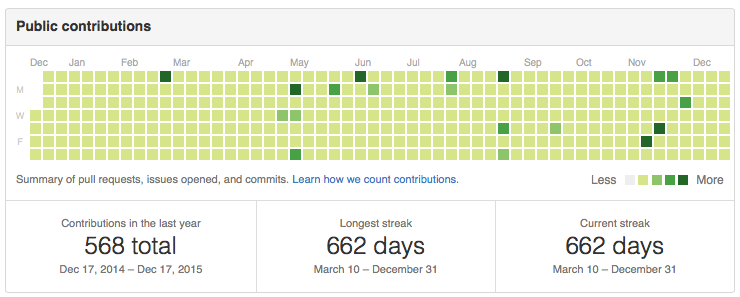 Public contributions
Dec Jan Feb Mar Apr May Jun Jul Aug Sep Oct Nov Dec
M
W
F
Summary of pull requests, issues opened, and commits. Learn how we count contributions.
Less More
Contributions in the last year
568 total
Dec 17, 2014 – Dec 17, 2015
Longest streak
662 days
March 10 – December 31
Current streak
662 days
March 10 – December 31